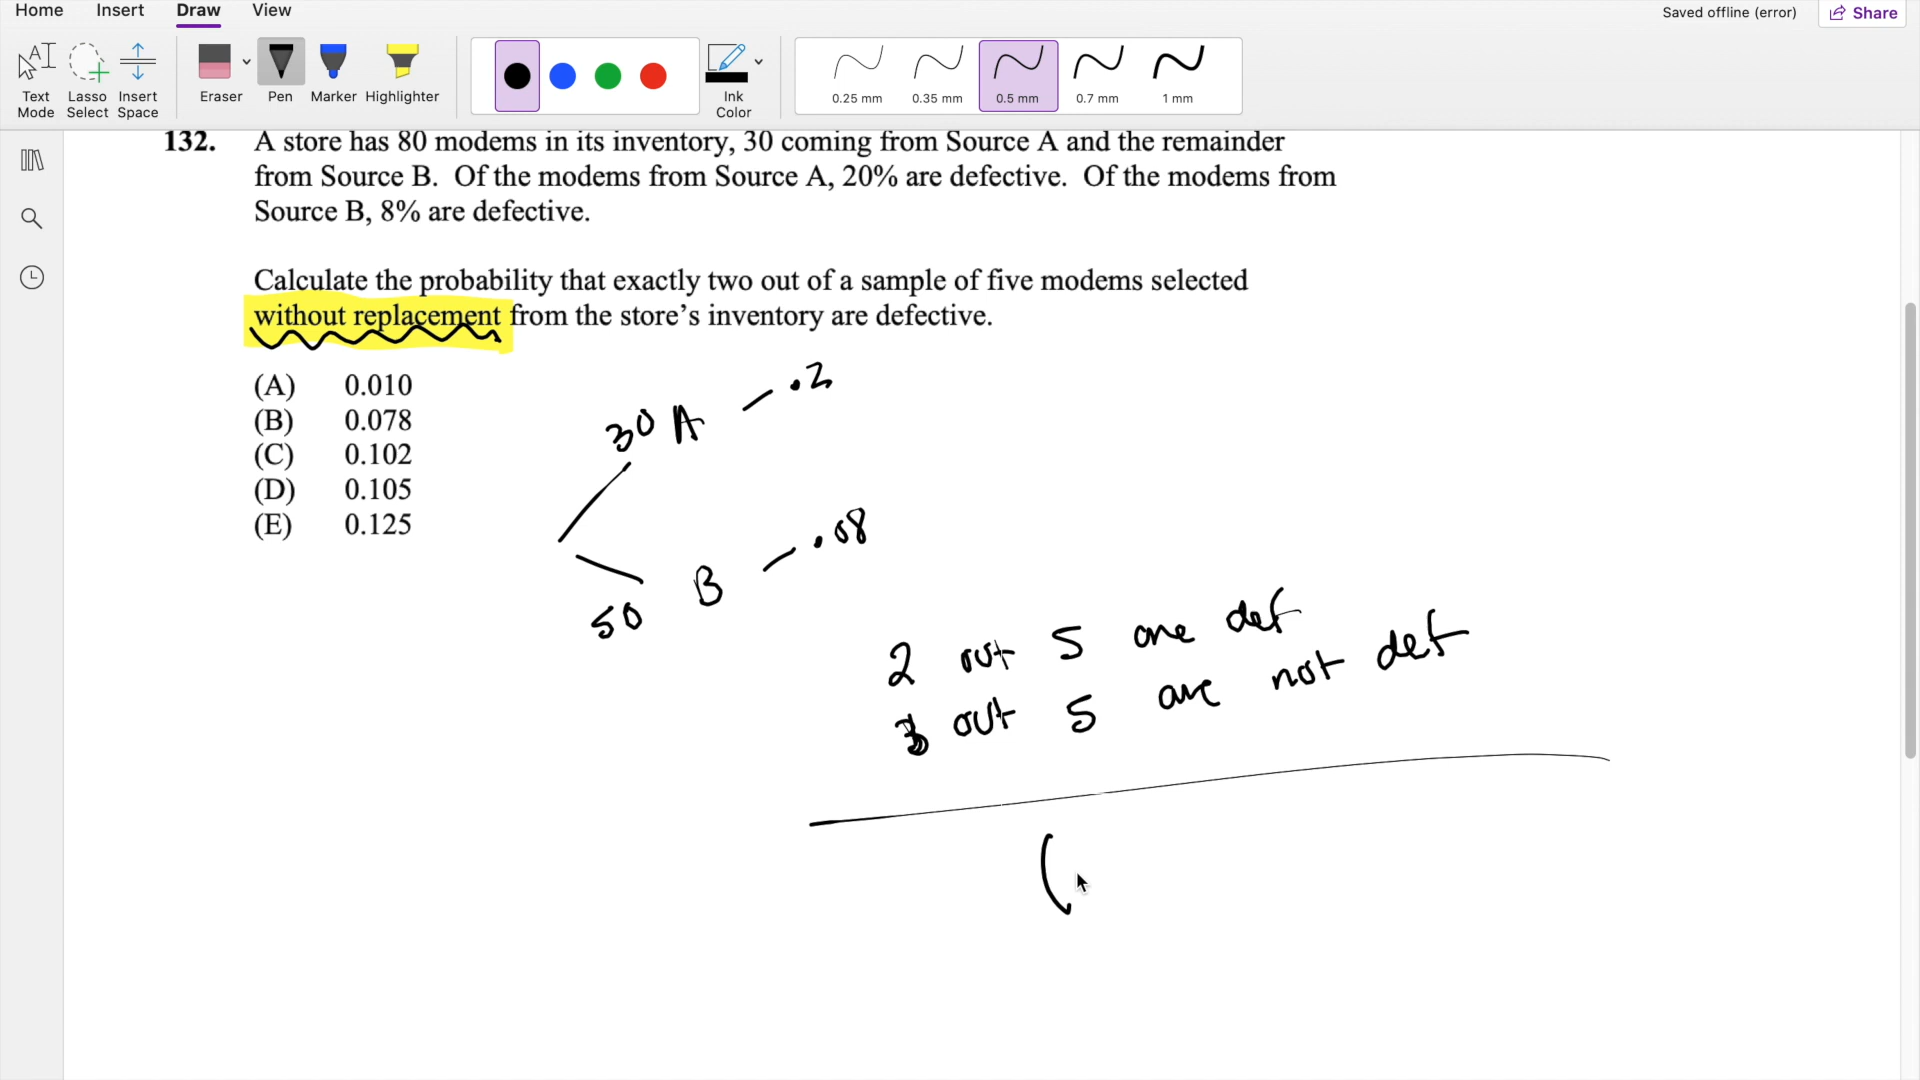 Home Insert Draw View
Saved offline (error) Share
Text Mode Lasso Select Insert Space Eraser Pen Marker Highlighter Ink Color 0.25 mm 0.35 mm 0.5 mm 0.7 mm 1 mm
132. A store has 80 modems in its inventory, 30 coming from Source A and the remainder
from Source B. Of the modems from Source A, 20% are defective. Of the modems from
Source B, 8% are defective.
Calculate the probability that exactly two out of a sample of five modems selected
without replacement from the store's inventory are defective.
(A) 0.010
(B) 0.078
(C) 0.102
(D) 0.105
(E) 0.125
30 A — .2
50 B — .08
2 out 5 are def
3 out 5 are not def
(